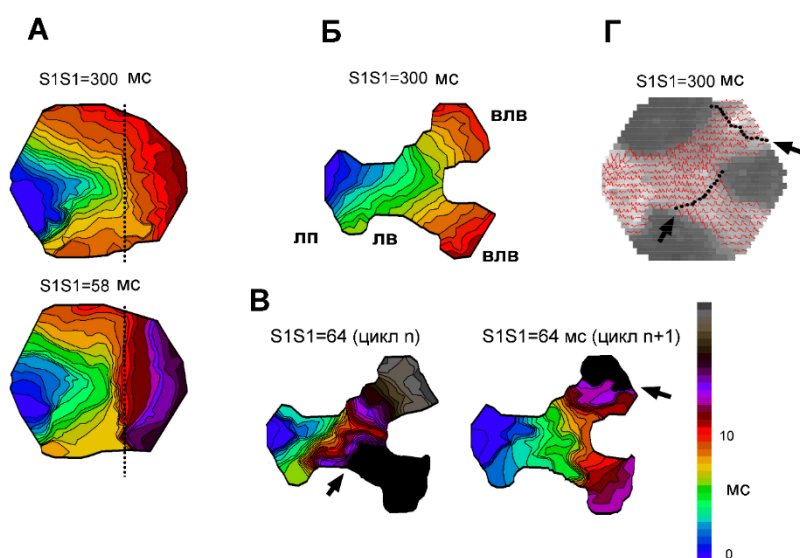 А
S1S1=300 мс
S1S1=58 мс
Б
S1S1=300 мс
ВЛВ
ЛП
ЛВ
ВЛВ
В
S1S1=64 (цикл n)
S1S1=64 мс (цикл n+1)
Г
S1S1=300 мс
10
МС
0